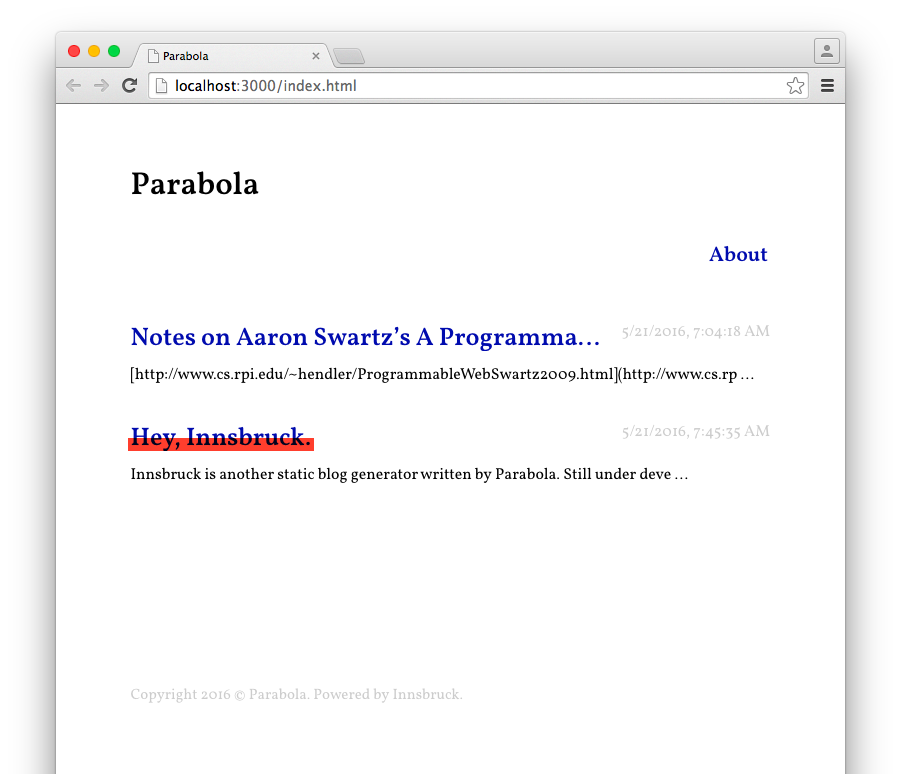 Parabola
localhost:3000/index.html
Parabola
About
Notes on Aaron Swartz’s A Programma… 5/21/2016, 7:04:18 AM
[http://www.cs.rpi.edu/~hendler/ProgrammableWebSwartz2009.html](http://www.cs.rp …
Hey, Innsbruck. 5/21/2016, 7:45:35 AM
Innsbruck is another static blog generator written by Parabola. Still under deve …
Copyright 2016 © Parabola. Powered by Innsbruck.